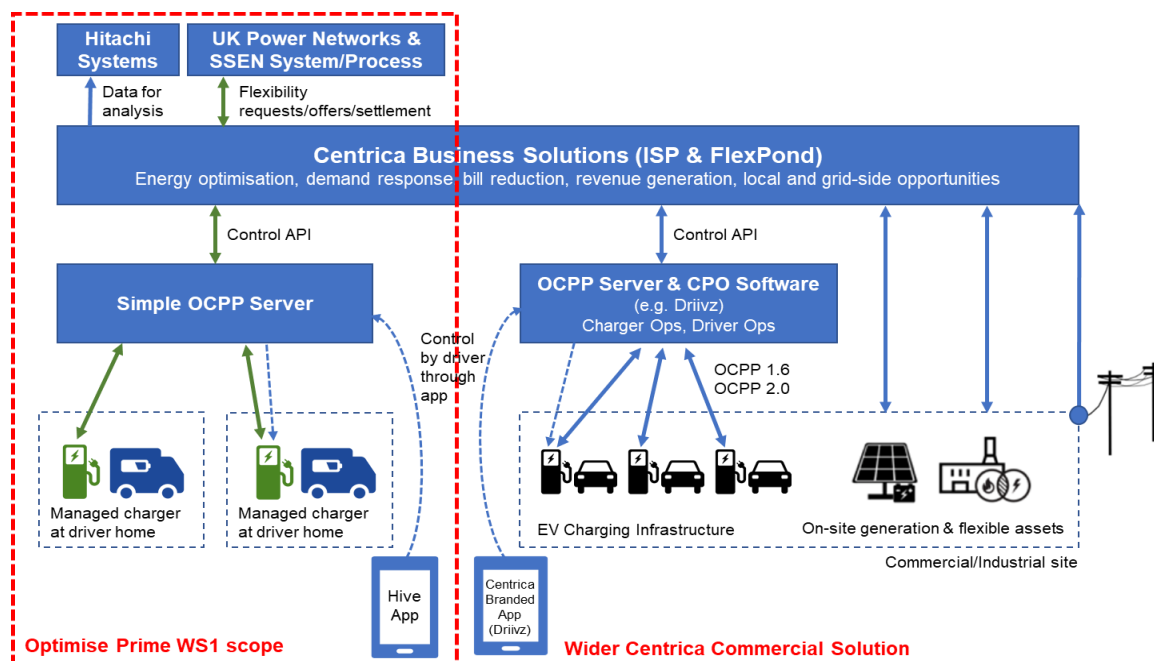 Hitachi
Systems
UK Power Networks &
SSEN System/Process
Data for
analysis
Flexibility
requests/offers/settlement
Centrica Business Solutions (ISP & FlexPond)
Energy optimisation, demand response bill reduction, revenue generation, local and grid-side opportunities
Control API
Control API
Simple OCPP Server
OCPP Server & CPO Software
(e.g. Driivz)
Charger Ops, Driver Ops
Control
by driver
through
app
OCPP 1.6
OCPP 2.0
Managed charger
at driver home
Managed charger
at driver home
EV Charging Infrastructure
On-site generation & flexible assets
Commercial/Industrial site
Hive
App
Centrica
Branded
App
(Driivz)
Optimise Prime WS1 scope
Wider Centrica Commercial Solution